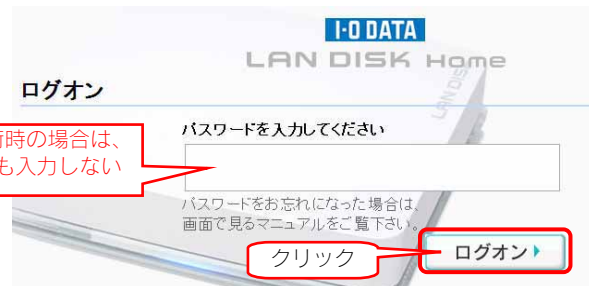 I-O DATA
LAN DISK Home
LAN DIS
ログオン
パスワードを入力してください
時の場合は、
も入力しない
パスワードをお忘れになった場合は、
画面で見るマニュアルをご覧下さい。
クリック
ログオン